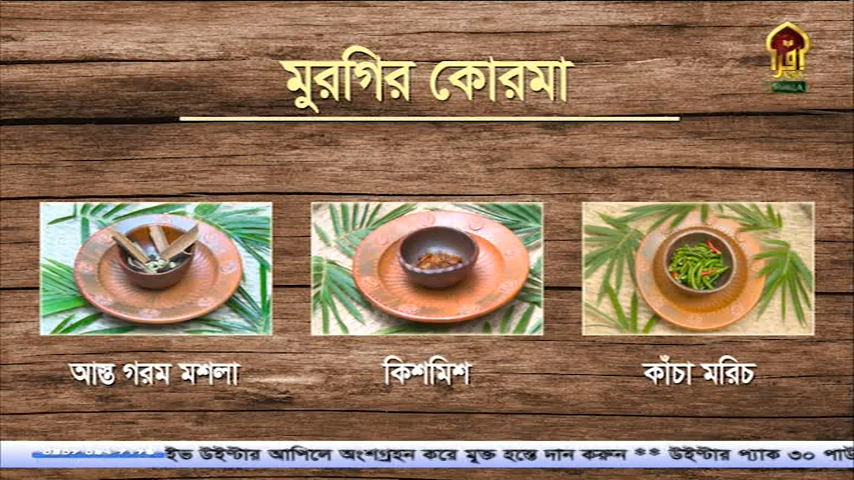 মুরগির কোরমা
আস্ত গরম মশলা
কিশমিশ
কাঁচা মরিচ
ইভ উইন্টার আপিলে অংশগ্রহন করে মুক্ত হস্তে দান করুন ** উইন্টার প্যাক ৩০ পাউ